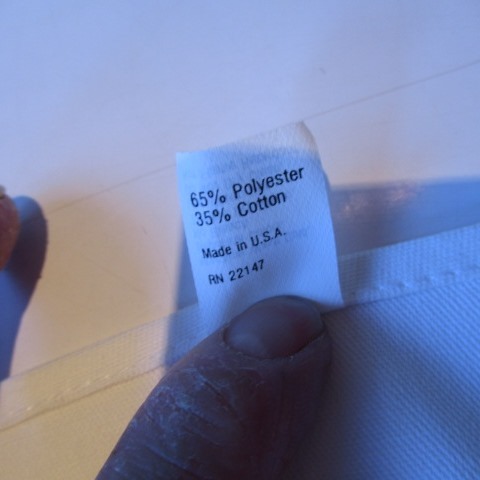 65% Polyester
35% Cotton
Made in U.S.A.
RN 22147